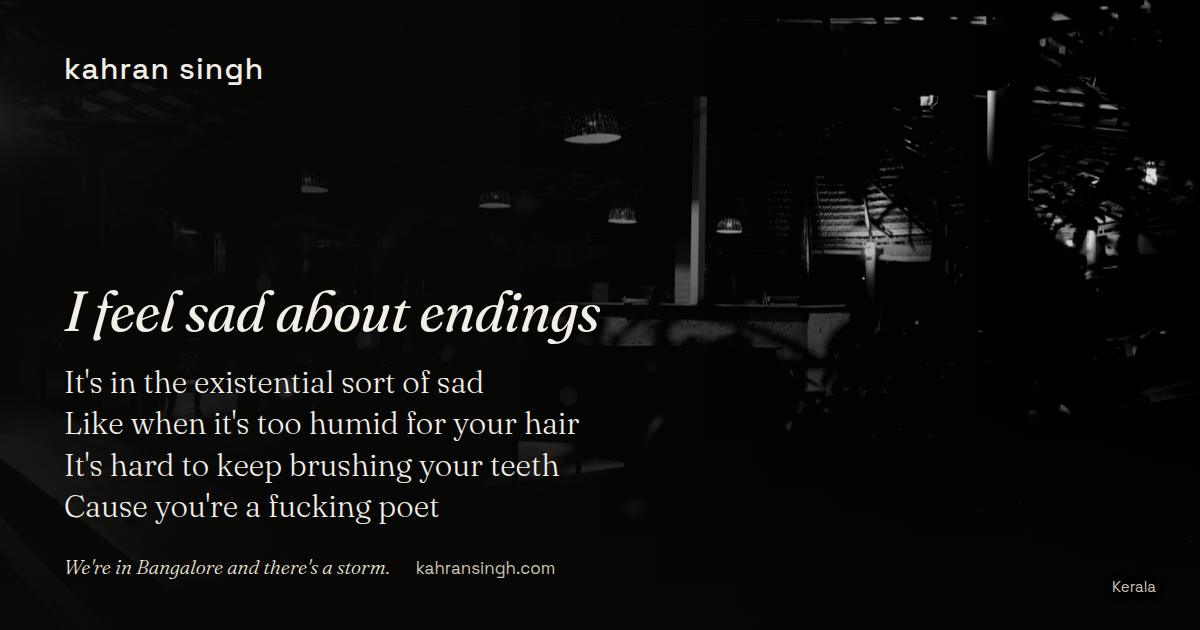 kahran singh
I feel sad about endings
It's in the existential sort of sad
Like when it's too humid for your hair
It's hard to keep brushing your teeth
Cause you're a fucking poet
We're in Bangalore and there's a storm. kahransingh.com
Kerala